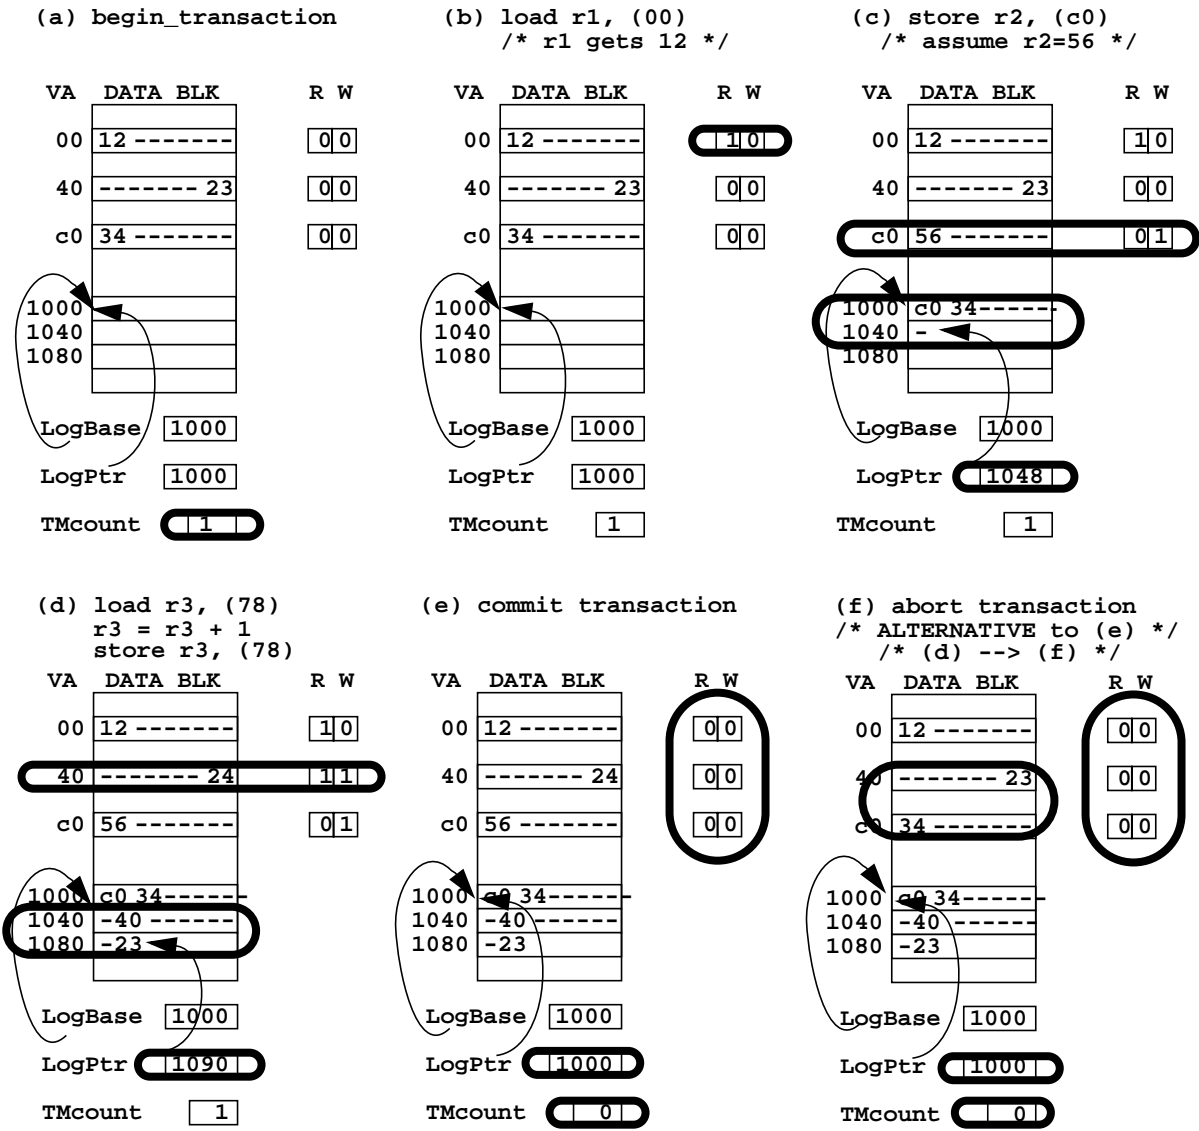 (a) begin_transaction
VA DATA BLK R W
00 12 ------- 0 0
40 ------- 23 0 0
c0 34 ------- 0 0
1000
1040
1080
LogBase 1000
LogPtr 1000
TMcount 1
(b) load r1, (00)
/* r1 gets 12 */
VA DATA BLK R W
00 12 ------- 1 0
40 ------- 23 0 0
c0 34 ------- 0 0
1000
1040
1080
LogBase 1000
LogPtr 1000
TMcount 1
(c) store r2, (c0)
/* assume r2=56 */
VA DATA BLK R W
00 12 ------- 1 0
40 ------- 23 0 0
c0 56 ------- 0 1
1000 c0 34------
1040 -
1080
LogBase 1000
LogPtr 1048
TMcount 1
(d) load r3, (78)
r3 = r3 + 1
store r3, (78)
VA DATA BLK R W
00 12 ------- 1 0
40 ------- 24 1 1
c0 56 ------- 0 1
1000 c0 34------
1040 -40 ------
1080 -23
LogBase 1000
LogPtr 1090
TMcount 1
(e) commit transaction
VA DATA BLK R W
00 12 ------- 0 0
40 ------- 24 0 0
c0 56 ------- 0 0
1000 c0 34------
1040 -40 ------
1080 -23
LogBase 1000
LogPtr 1000
TMcount 0
(f) abort transaction
/* ALTERNATIVE to (e) */
/* (d) --> (f) */
VA DATA BLK R W
00 12 ------- 0 0
40 ------- 23 0 0
c0 34 ------- 0 0
1000 c0 34------
1040 -40 ------
1080 -23
LogBase 1000
LogPtr 1000
TMcount 0